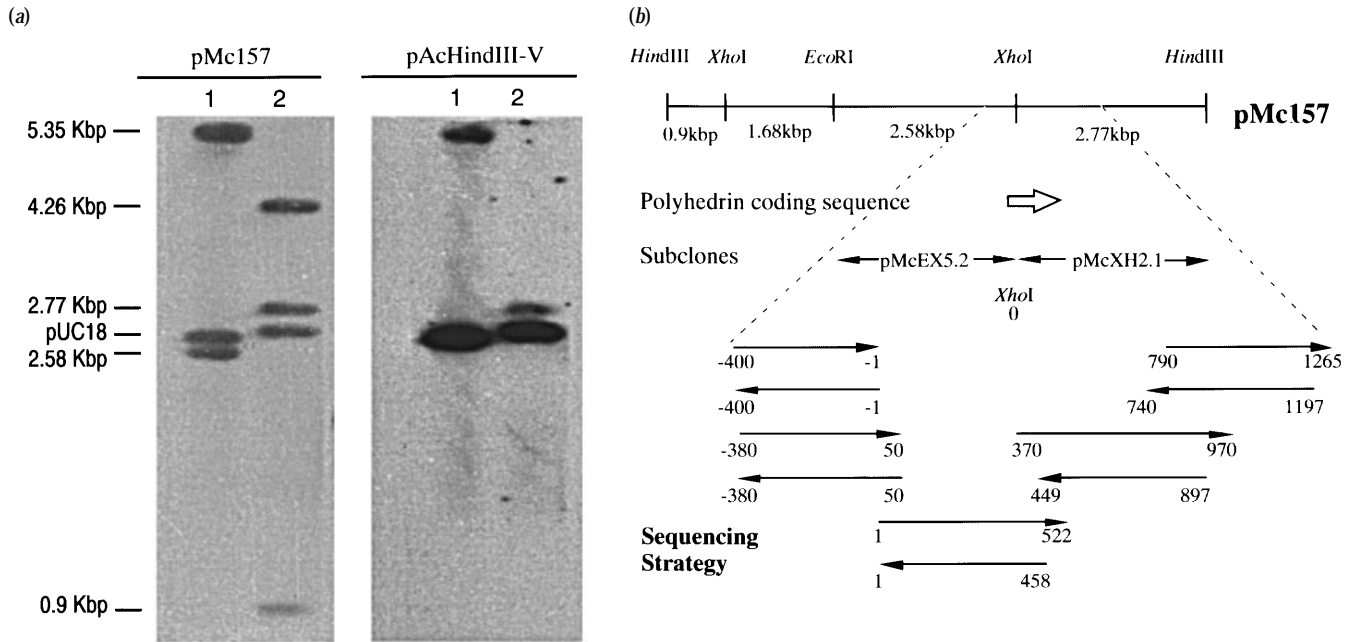 (a)
pMc157
pAcHindIII-V
1 2
1 2
5.35 Kbp
4.26 Kbp
2.77 Kbp
pUC18
2.58 Kbp
0.9 Kbp
(b)
HindIII XhoI EcoRI XhoI HindIII
pMc157
0.9kbp 1.68kbp 2.58kbp 2.77kbp
Polyhedrin coding sequence
Subclones
pMcEX5.2 pMcXH2.1
XhoI
0
-400 -1 790 1265
-400 -1 740 1197
-380 50 370 970
-380 50 449 897
Sequencing
Strategy
1 522
1 458